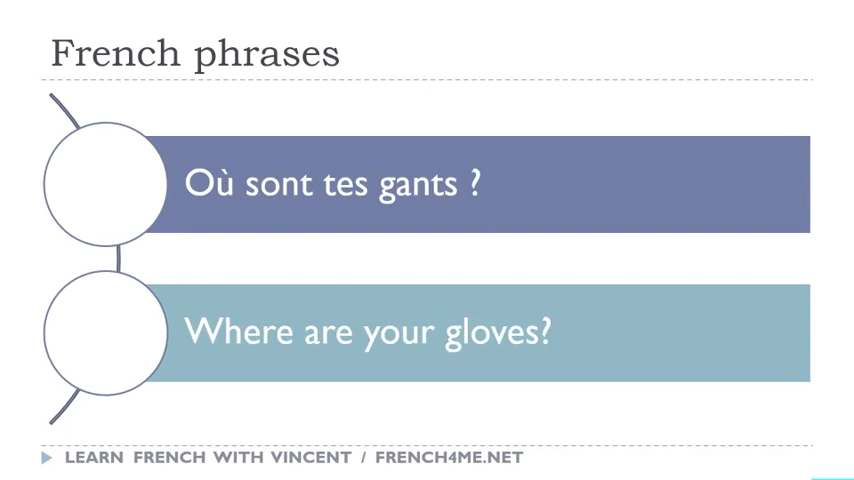 French phrases
Où sont tes gants ?
Where are your gloves?
LEARN FRENCH WITH VINCENT / FRENCH4ME.NET